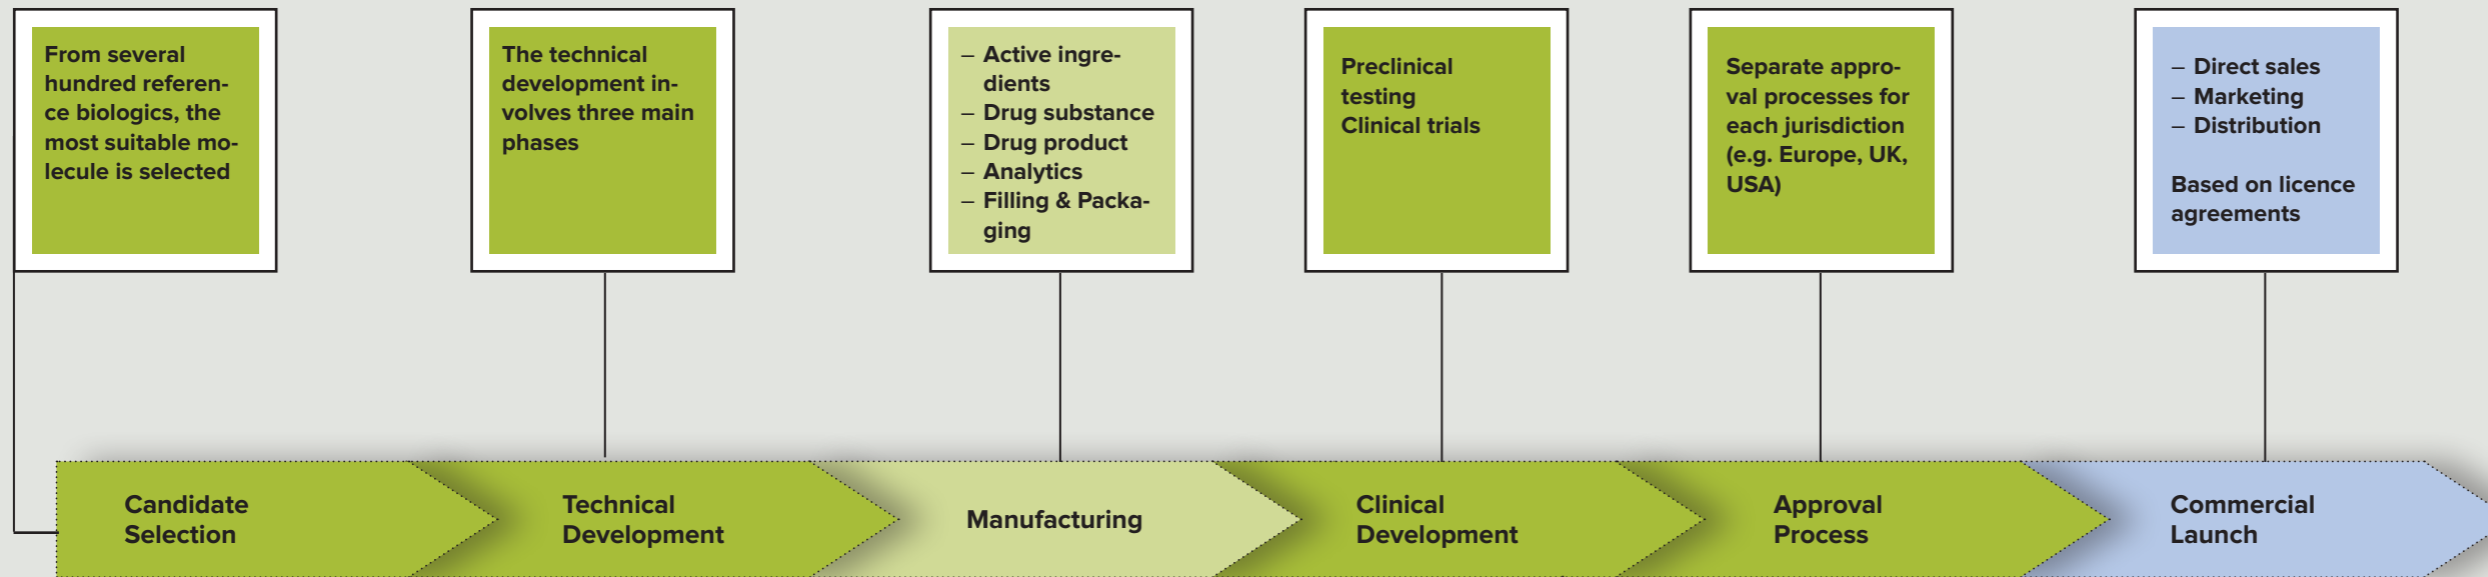 From several
hundred referen-
ce biologics, the
most suitable mo-
lecule is selected
The technical
development in-
volves three main
phases
– Active ingre-
dients
– Drug substance
– Drug product
– Analytics
– Filling & Packa-
ging
Preclinical
testing
Clinical trials
Separate appro-
val processes for
each jurisdiction
(e.g. Europe, UK,
USA)
– Direct sales
– Marketing
– Distribution
Based on licence
agreements
Candidate
Selection
Technical
Development
Manufacturing
Clinical
Development
Approval
Process
Commercial
Launch